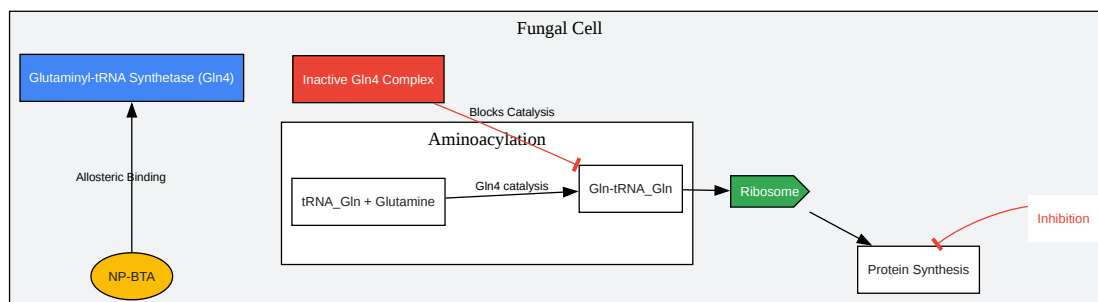 Fungal Cell
Glutaminyl-tRNA Synthetase (Gln4)
Inactive Gln4 Complex
Blocks Catalysis
Aminoacylation
Allosteric Binding
tRNA_Gln + Glutamine
Gln4 catalysis
Gln-tRNA_Gln
Ribosome
Inhibition
NP-BTA
Protein Synthesis